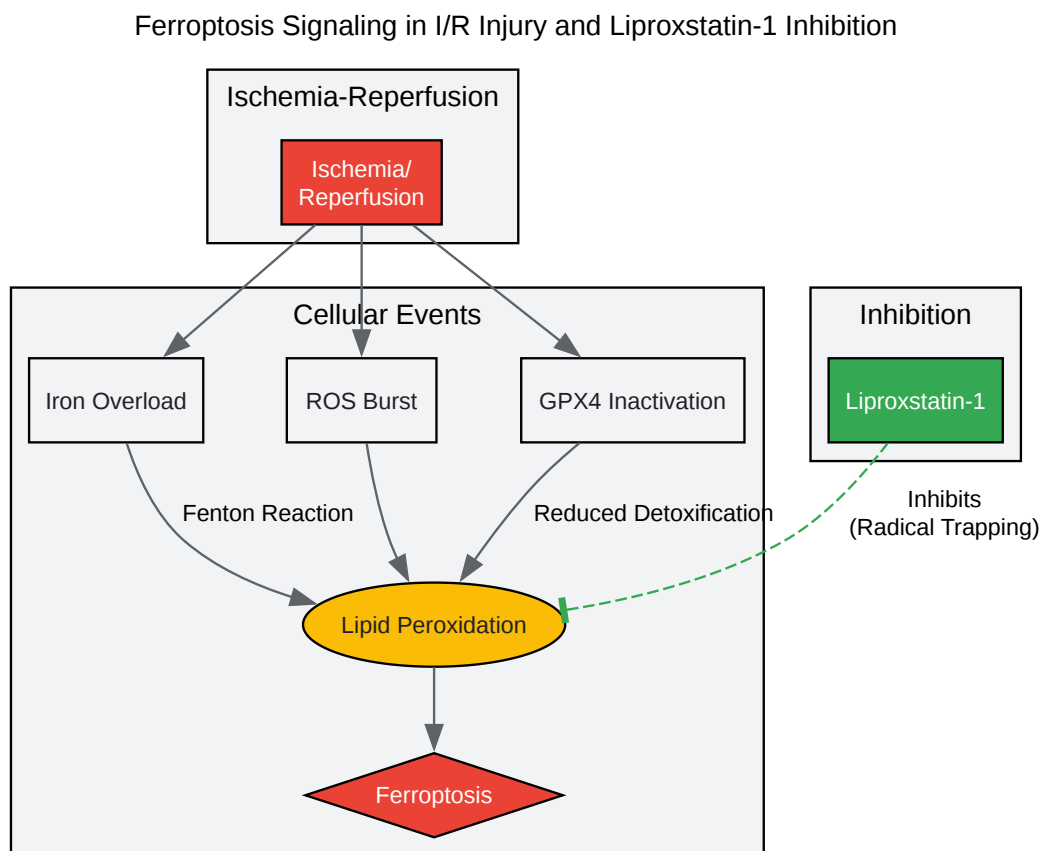 Ferroptosis Signaling in I/R Injury and Liproxstatin-1 Inhibition
Ischemia-Reperfusion
Ischemia/
Reperfusion
Cellular Events
Inhibition
Iron Overload
ROS Burst
GPX4 Inactivation
Liproxstatin-1
Fenton Reaction
Reduced Detoxification
Inhibits
(Radical Trapping)
Lipid Peroxidation
Ferroptosis